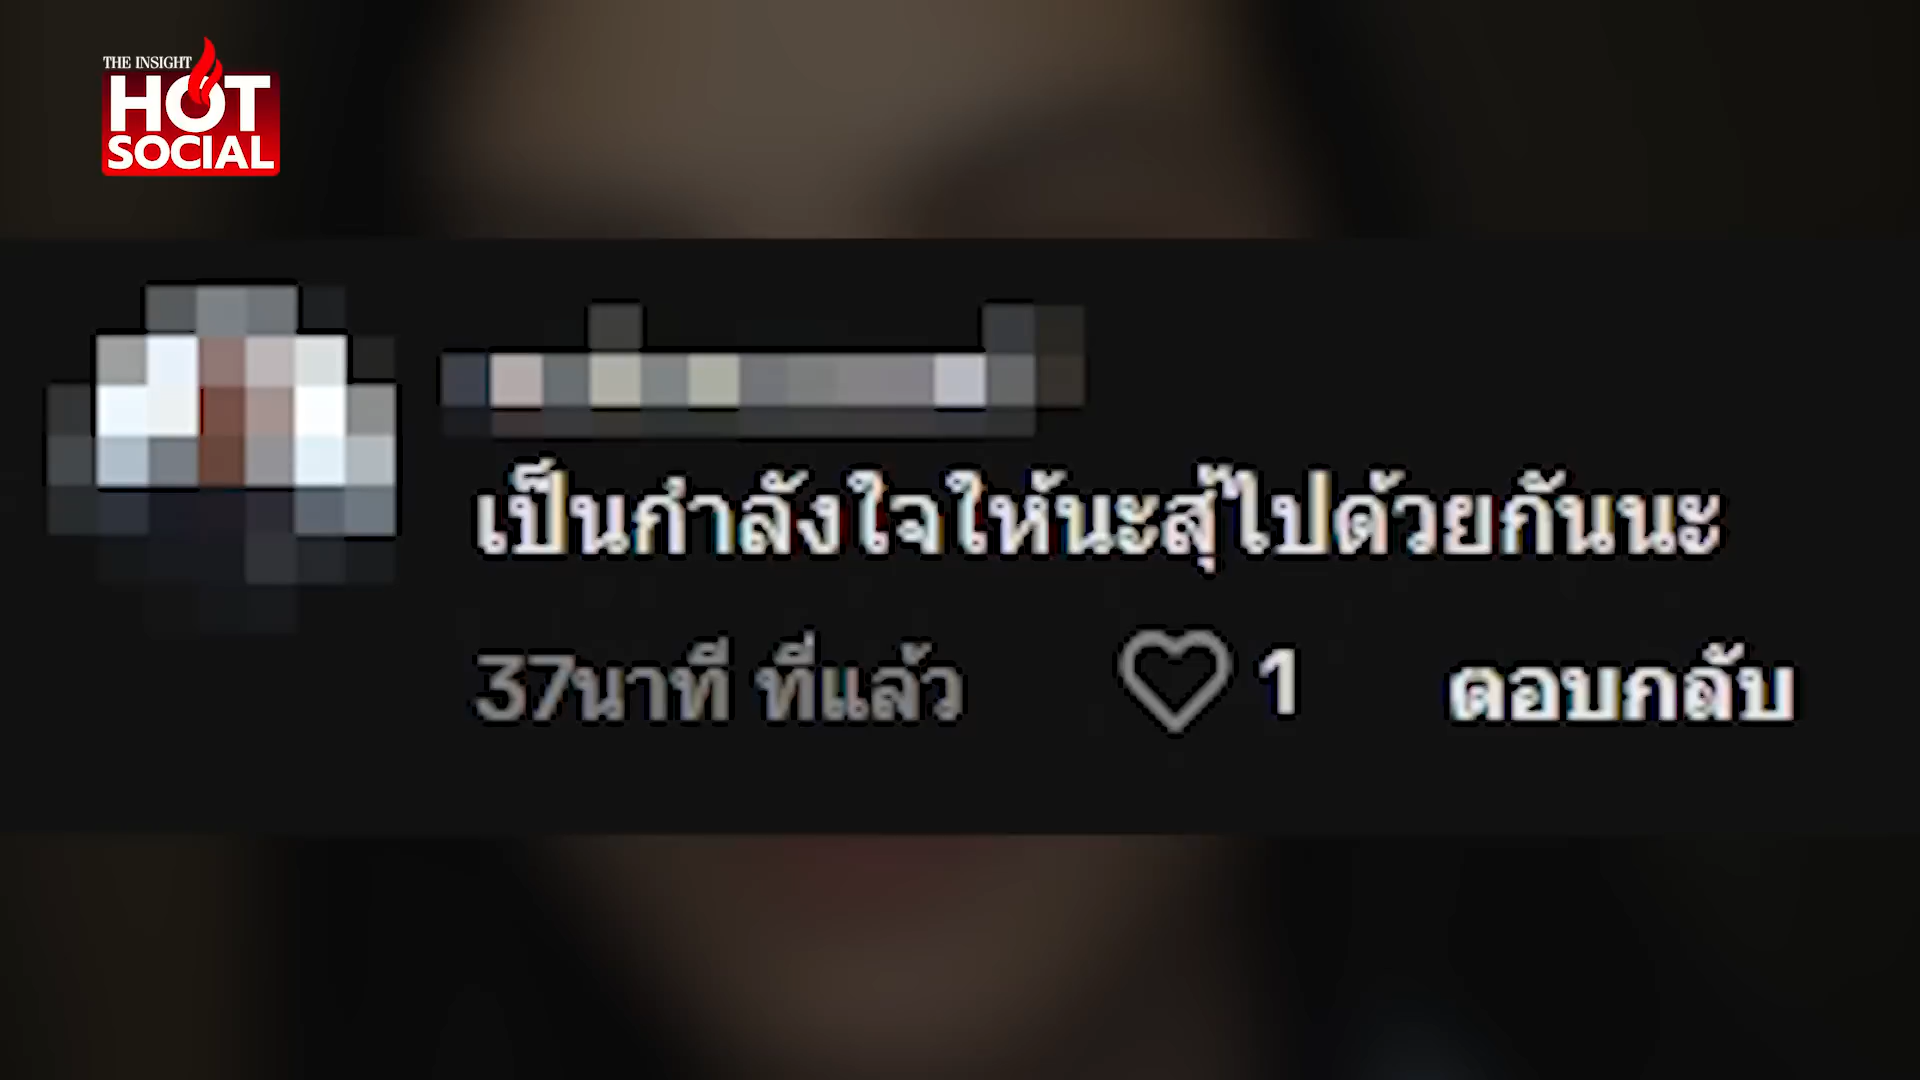 THE INSIGHT
HOT
SOCIAL
เป็นกำลังใจให้นะสุ้ไปด้วยกันนะ
37นาที ที่แล้ว
1
ตอบกลับ